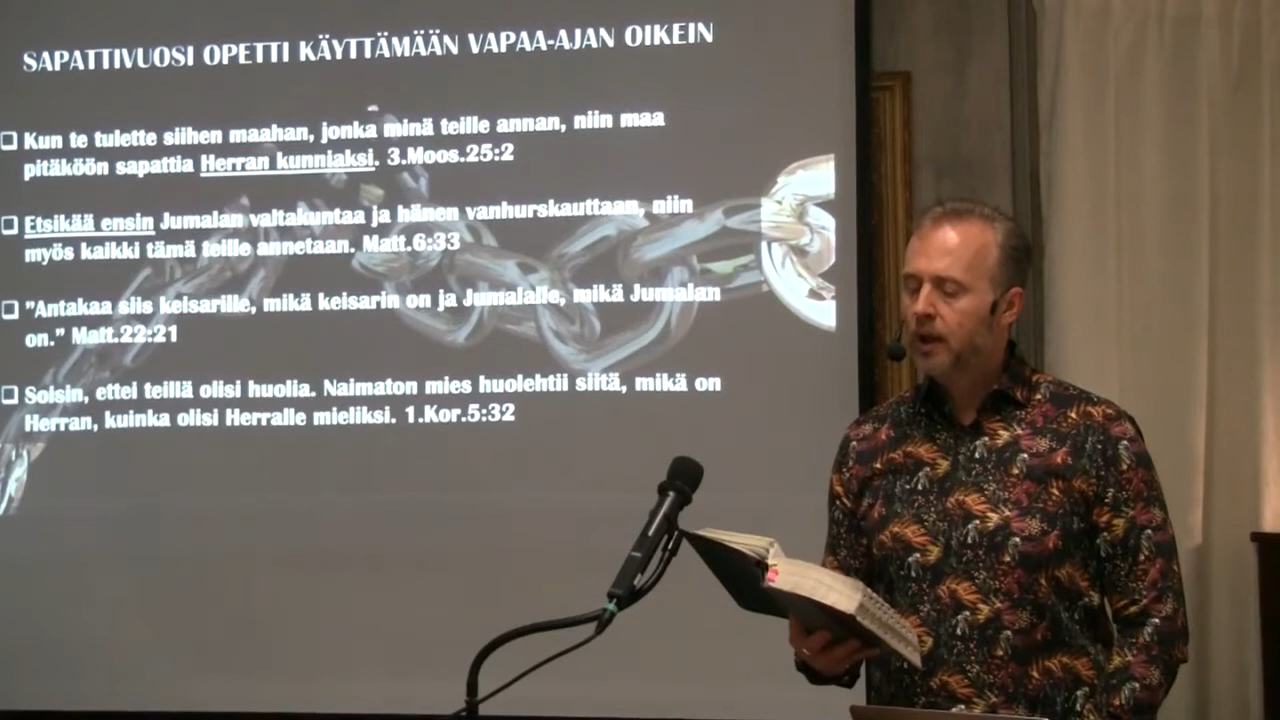 SAPATTIVUOSI OPETTI KÄYTTÄMÄÄN VAPAA-AJAN OIKEIN
Kun te tulette siihen maahan, jonka minä teille annan, niin maa
pitäköön sapattia Herran kunniaksi. 3.Moos.25:2
Etsikää ensin Jumalan valtakuntaa ja hänen vanhurskauttaan, niin
myös kaikki tämä teille annetaan. Matt.6:33
"Antakaa siis keisarille, mikä keisarin on ja Jumalalle, mikä Jumalan
on." Matt.22:21
Soisin, ettei teillä olisi huolia. Naimaton mies huolehtii siitä, mikä on
Herran, kuinka olisi Herralle mieliksi. 1.Kor.5:32